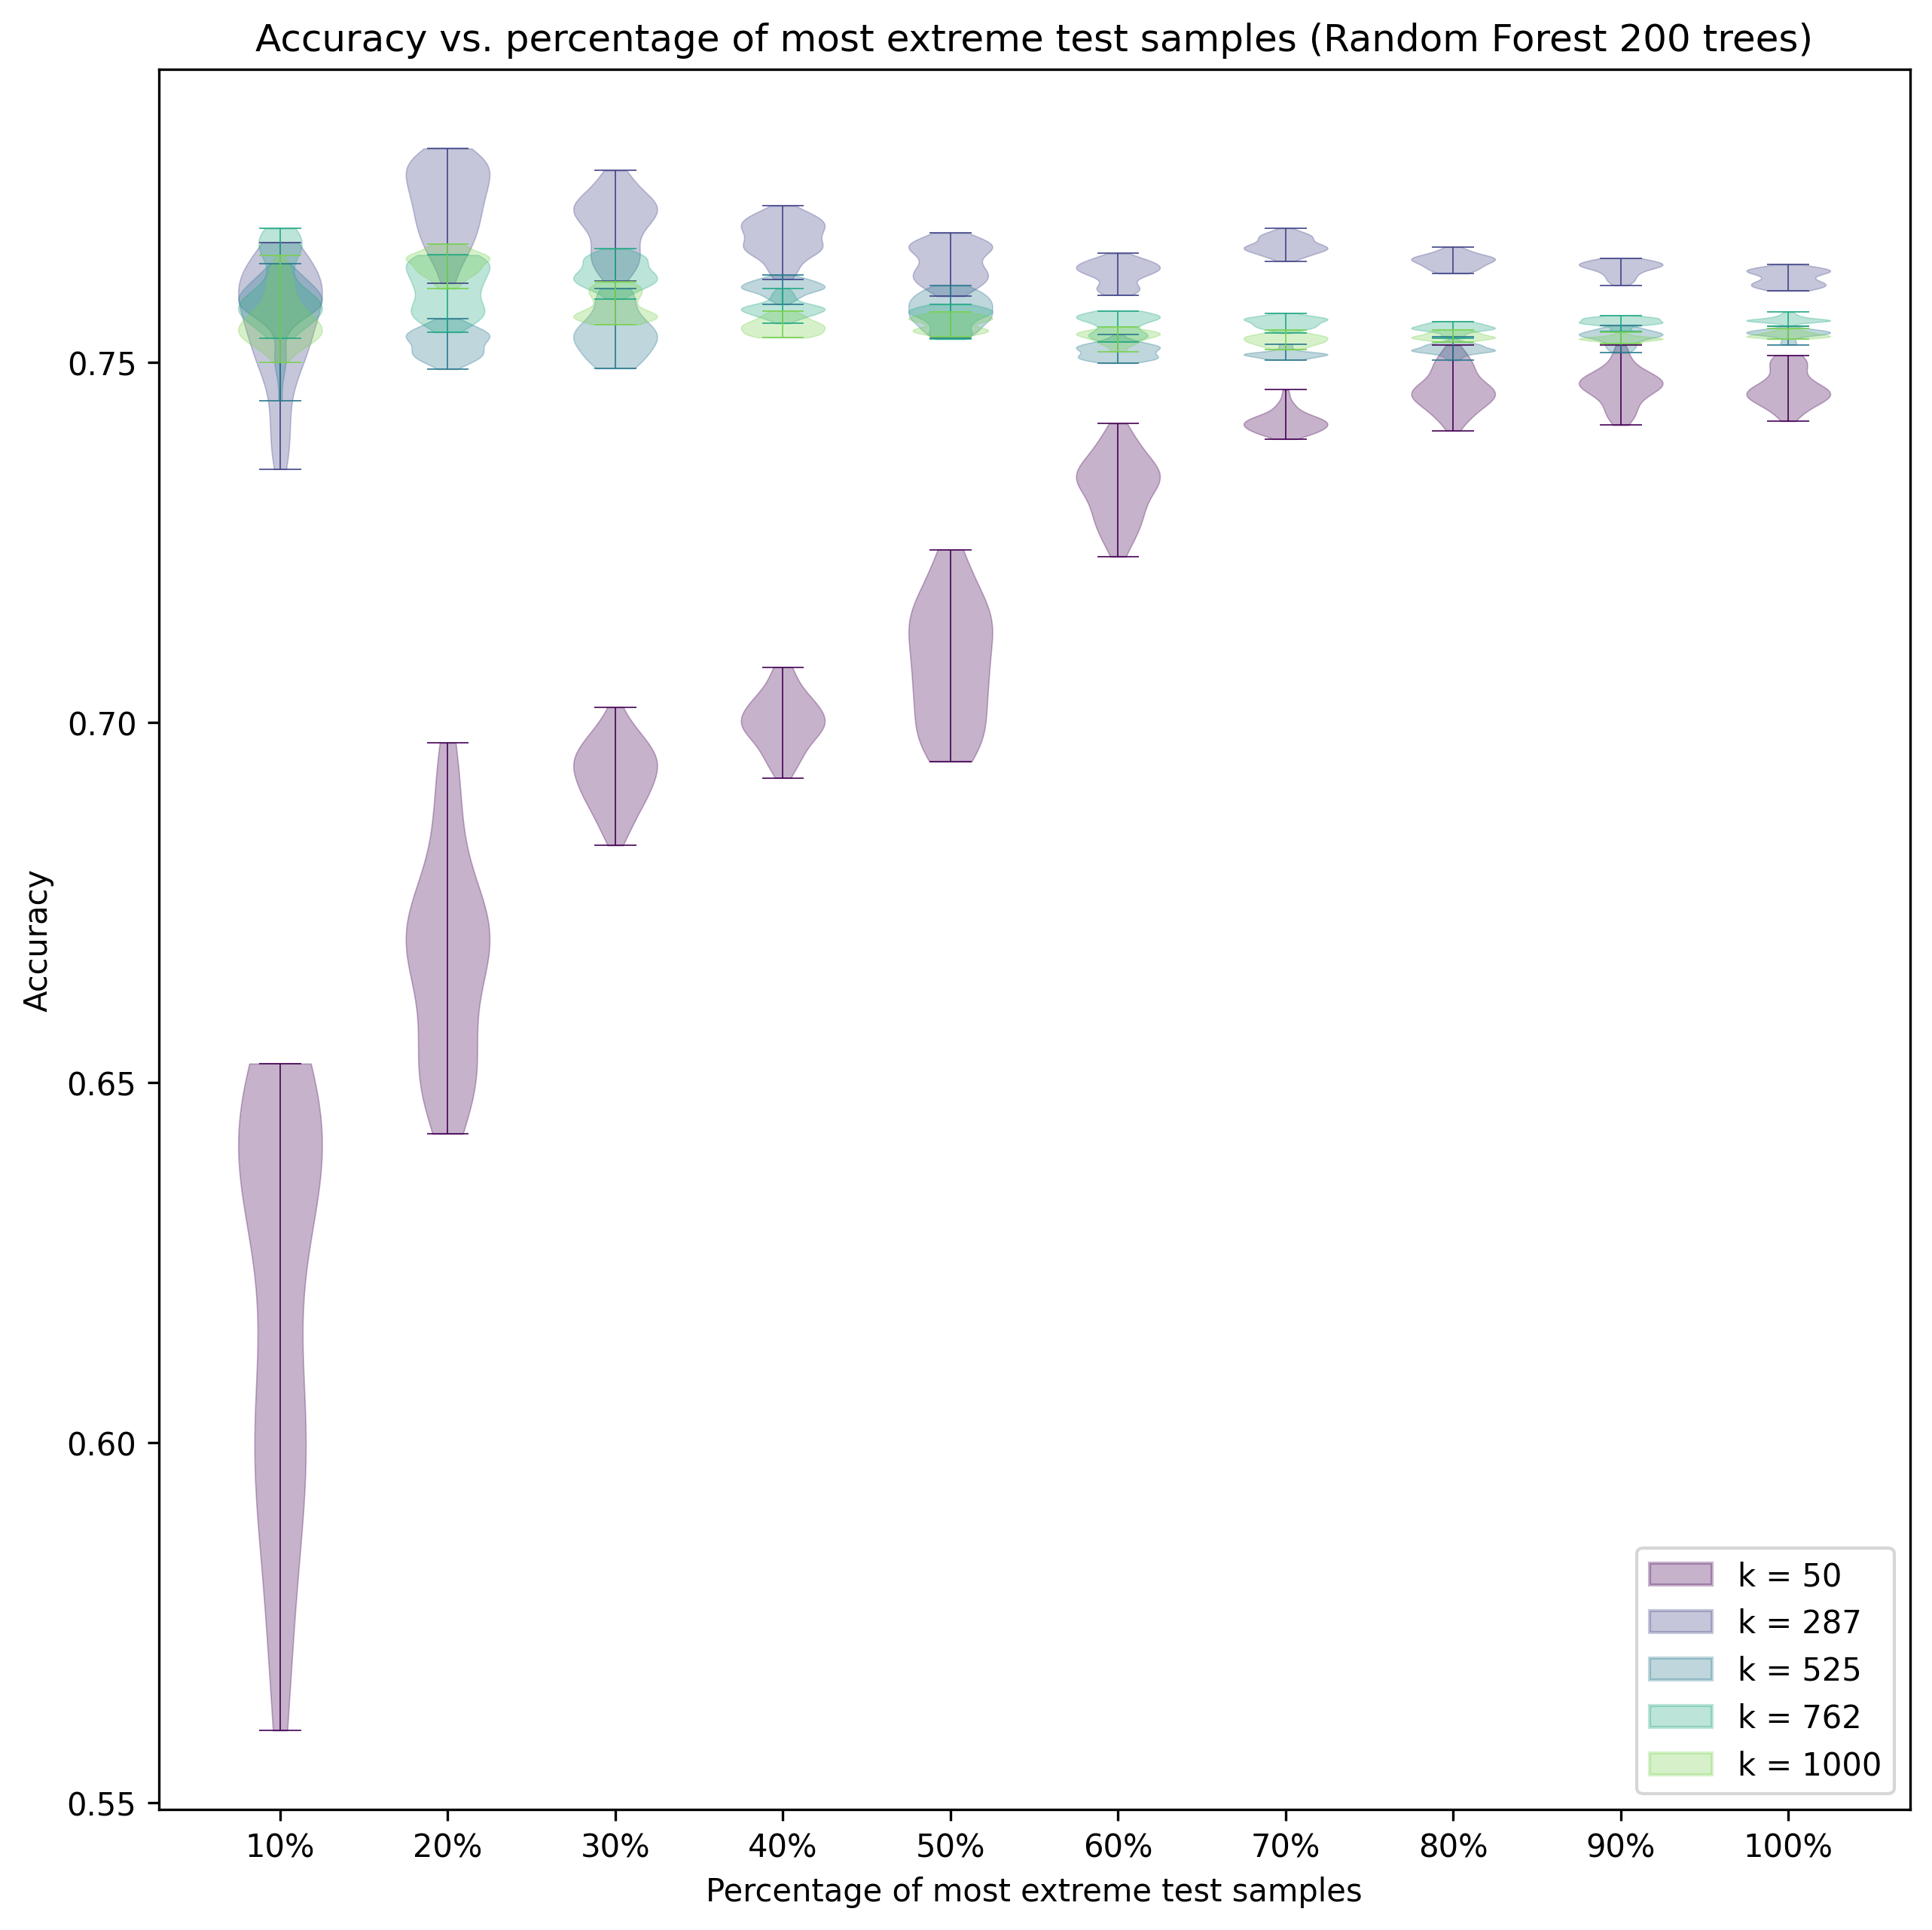 Accuracy vs. percentage of most extreme test samples (Random Forest 200 trees)
Accuracy
0.75
0.70
0.65
0.60
0.55
k = 50
k = 287
k = 525
k = 762
k = 1000
10% 20% 30% 40% 50% 60% 70% 80% 90% 100%
Percentage of most extreme test samples